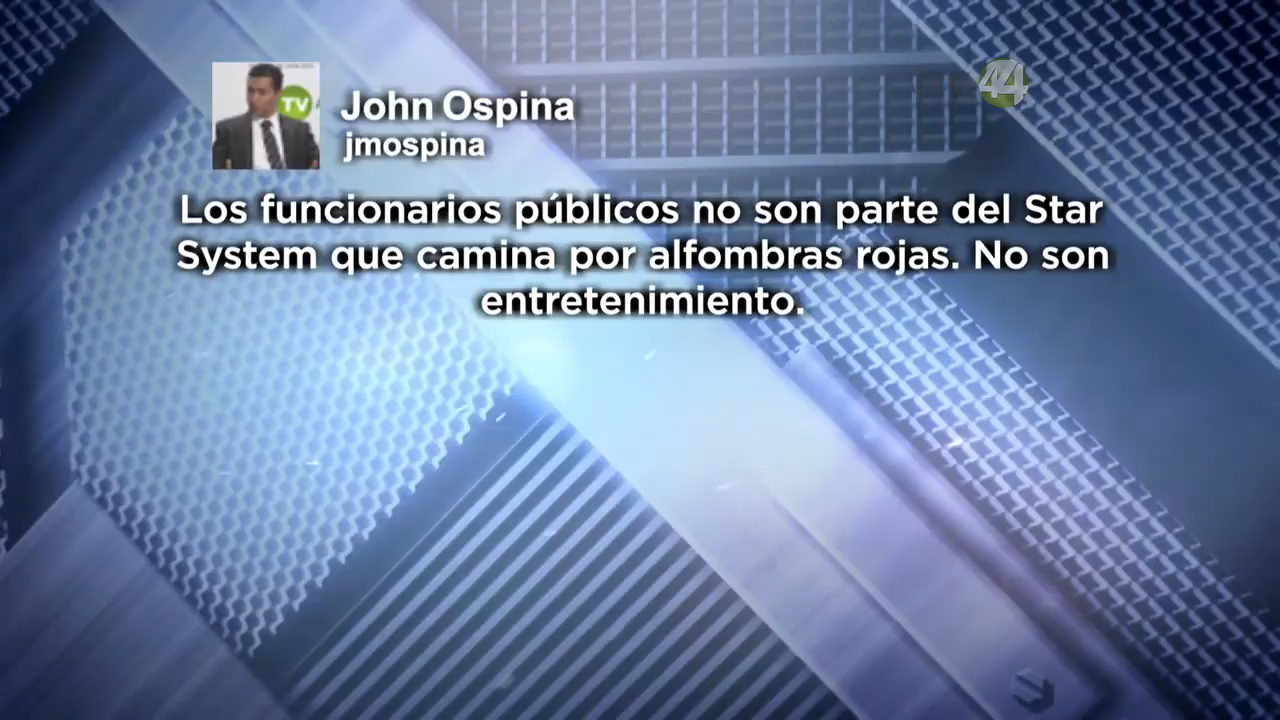 44
TV
John Ospina
jmospina
Los funcionarios públicos no son parte del Star
System que camina por alfombras rojas. No son
entretenimiento.